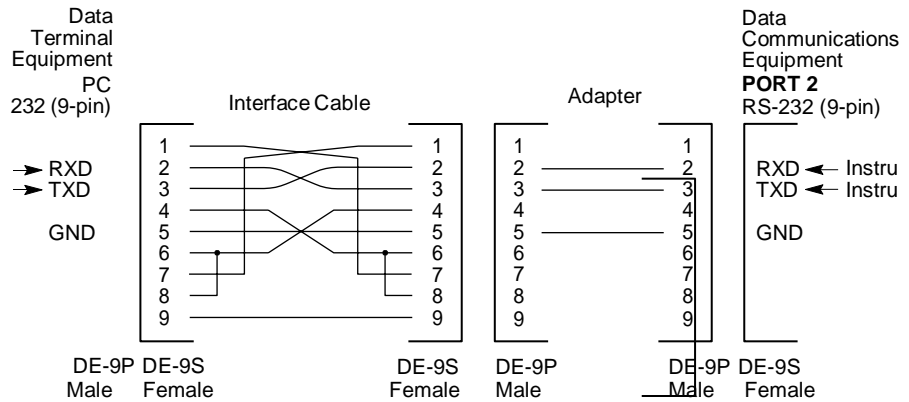 Data
Terminal
Equipment
PC
232 (9-pin)
Interface Cable
Adapter
Data
Communications
Equipment
PORT 2
RS-232 (9-pin)
RXD
TXD
GND
1
2
3
4
5
6
7
8
9
1
2
3
4
5
6
7
8
9
1
2
3
4
5
6
7
8
9
1
2
3
4
5
6
7
8
9
RXD Instru
TXD Instru
GND
DE-9P DE-9S
Male Female
DE-9S
Female
DE-9P
Male
DE-9P DE-9S
Male Female